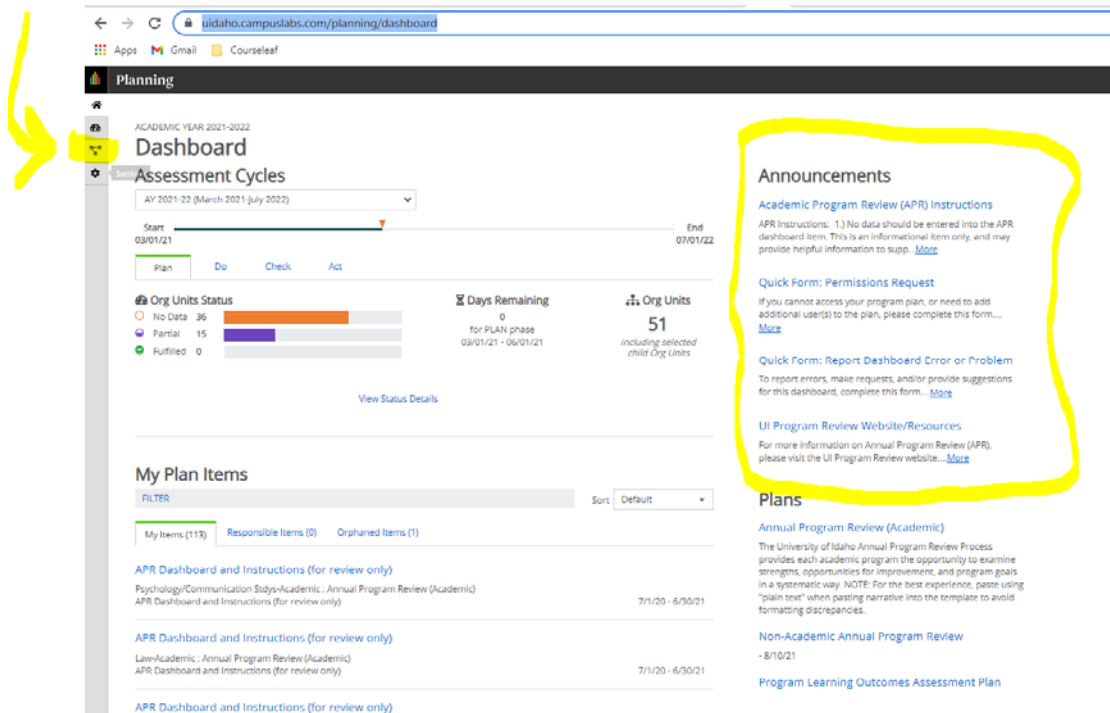 uidaho.campuslabs.com/planning/dashboard
Apps Gmail Courseleaf
Planning
ACADEMIC YEAR 2021-2022
Dashboard
Assessment Cycles
AY 2021-22 (March 2021-July 2022)
Start
03/01/21
End
07/01/22
Plan Do Check Act
Org Units Status
No Data 36
Partial 15
Fulfilled 0
Days Remaining
0
for PLAN phase
03/01/21 - 06/01/21
Org Units
51
including selected
child Org Units
View Status Details
My Plan Items
FILTER
Sort Default
My Items (113) Responsible Items (0) Orphaned Items (1)
APR Dashboard and Instructions (for review only)
Psychology/Communication Stdys-Academic : Annual Program Review (Academic)
APR Dashboard and Instructions (for review only) 7/1/20 - 6/30/21
APR Dashboard and Instructions (for review only)
Law-Academic : Annual Program Review (Academic)
APR Dashboard and Instructions (for review only) 7/1/20 - 6/30/21
APR Dashboard and Instructions (for review only)
Announcements
Academic Program Review (APR) Instructions
APR Instructions: 1.) No data should be entered into the APR
dashboard item. This is an informational item only, and may
provide helpful information to supp...More
Quick Form: Permissions Request
If you cannot access your program plan, or need to add
additional user(s) to the plan, please complete this form....
More
Quick Form: Report Dashboard Error or Problem
To report errors, make requests, and/or provide suggestions
for this dashboard, complete this form....More
UI Program Review Website/Resources
For more information on Annual Program Review (APR),
please visit the UI Program Review website....More
Plans
Annual Program Review (Academic)
The University of Idaho Annual Program Review Process
provides each academic program the opportunity to examine
strengths, opportunities for improvement, and program goals
in a systematic way. NOTE: For the best experience, paste using
"plain text" when pasting narrative into the template to avoid
formatting discrepancies.
Non-Academic Annual Program Review
- 8/10/21
Program Learning Outcomes Assessment Plan